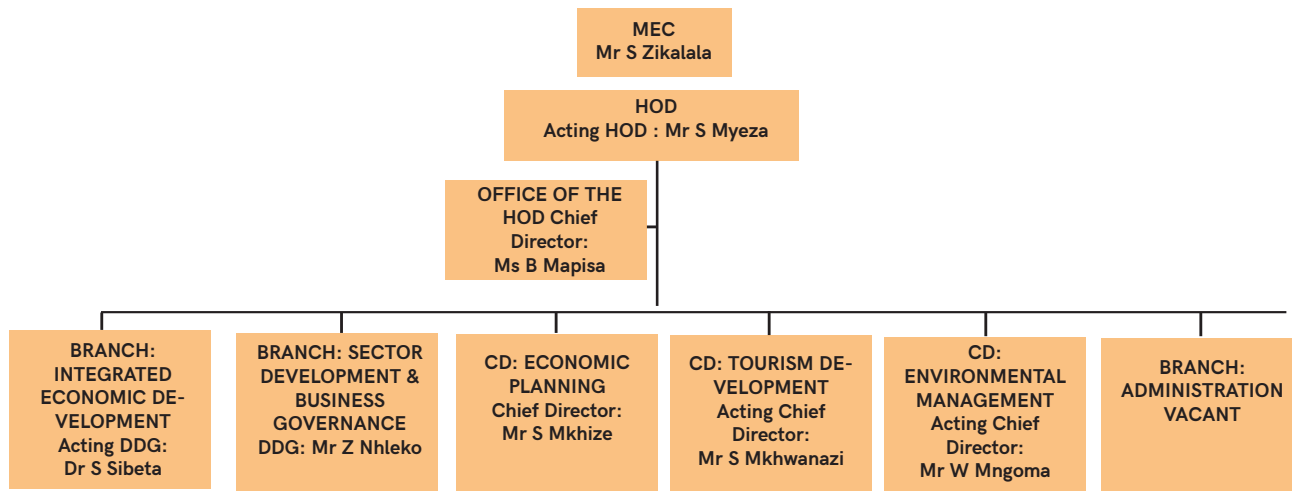 MEC
Mr S Zikalala
HOD
Acting HOD : Mr S Myeza
OFFICE OF THE
HOD Chief
Director:
Ms B Mapisa
BRANCH:
INTEGRATED
ECONOMIC DE-
VELOPMENT
Acting DDG:
Dr S Sibeta
BRANCH: SECTOR
DEVELOPMENT &
BUSINESS
GOVERNANCE
DDG: Mr Z Nhleko
CD: ECONOMIC
PLANNING
Chief Director:
Mr S Mkhize
CD: TOURISM DE-
VELOPMENT
Acting Chief
Director:
Mr S Mkhwanazi
CD:
ENVIRONMENTAL
MANAGEMENT
Acting Chief
Director:
Mr W Mngoma
BRANCH:
ADMINISTRATION
VACANT